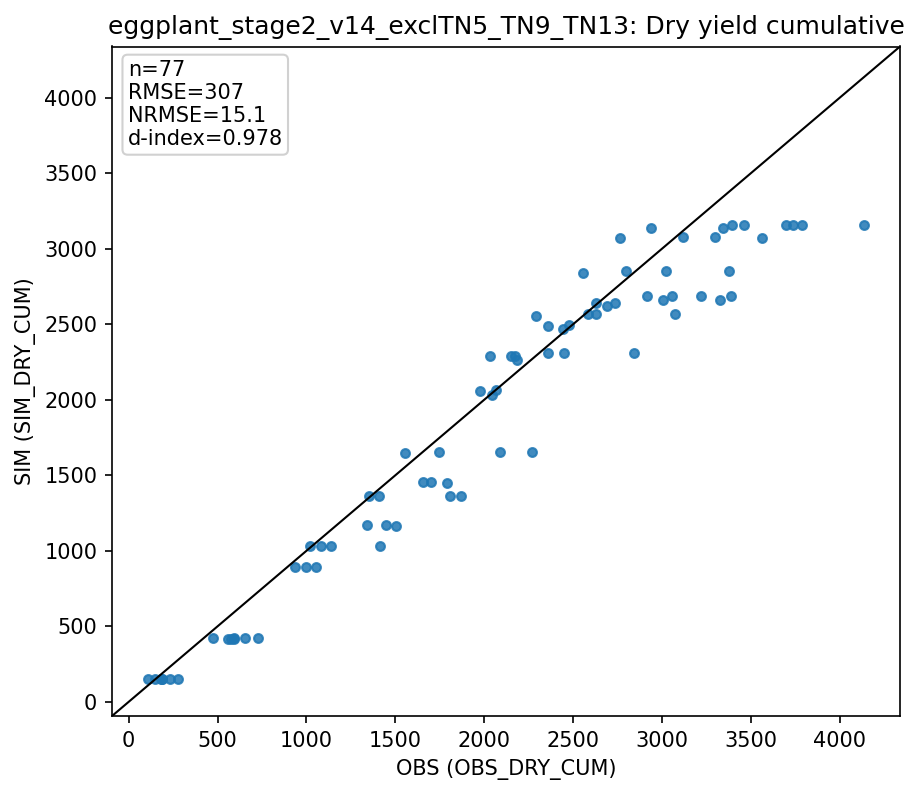 eggplant_stage2_v14_exclTN5_TN9_TN13: Dry yield cumulative
n=77
RMSE=307
NRMSE=15.1
d-index=0.978
4000
3500
3000
2500
2000
1500
1000
500
0
SIM (SIM_DRY_CUM)
0 500 1000 1500 2000 2500 3000 3500 4000
OBS (OBS_DRY_CUM)